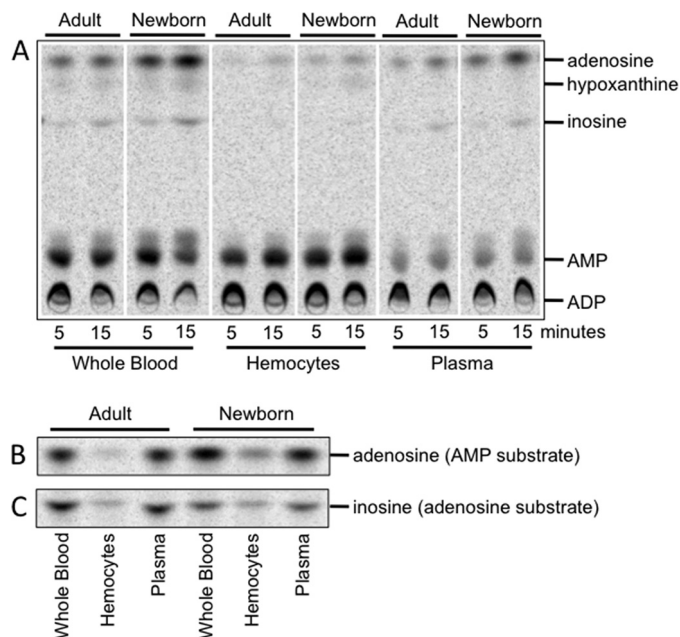 Adult Newborn Adult Newborn Adult Newborn
A
adenosine
hypoxanthine
inosine
AMP
ADP
5 15 5 15 5 15 5 15 5 15 5 15 minutes
Whole Blood Hemocytes Plasma
Adult Newborn
B adenosine (AMP substrate)
C inosine (adenosine substrate)
Whole Blood
Hemocytes
Plasma
Whole Blood
Hemocytes
Plasma